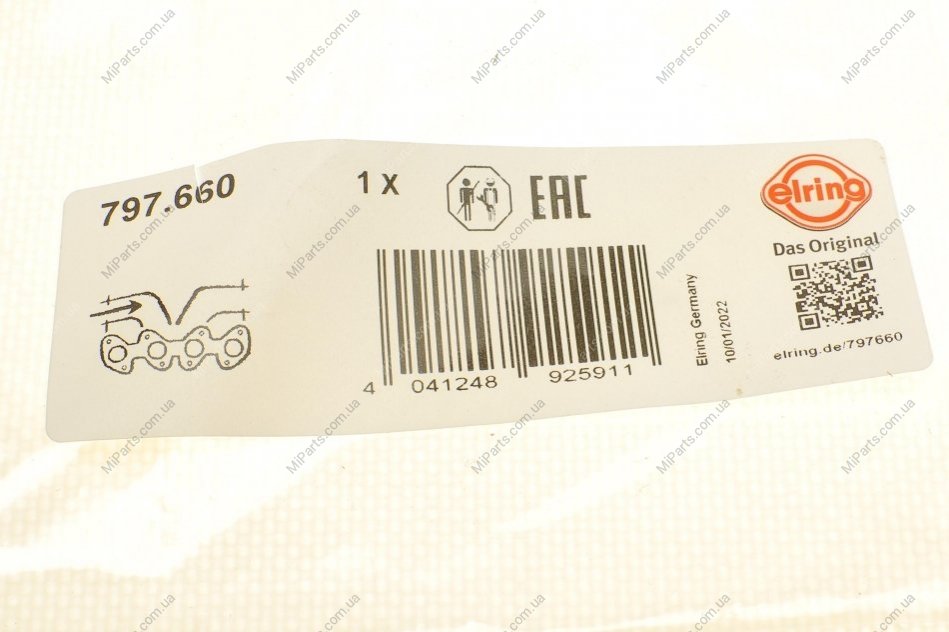 797.660
1 x
EAC
elring
Das Original
elring.de/797660
Elring Germany
10/01/2022
4 041248 925911
MiParts.com.ua